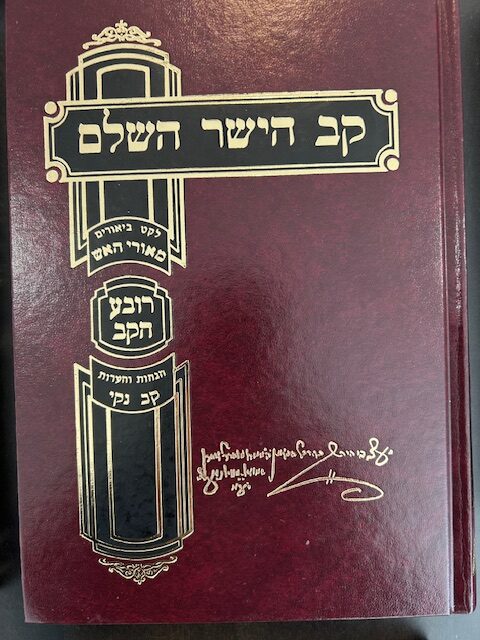 קב הישר השלם
לקט ביאורים
מאורי האש
רובע
הקב
הגהות והערות
קב נקי